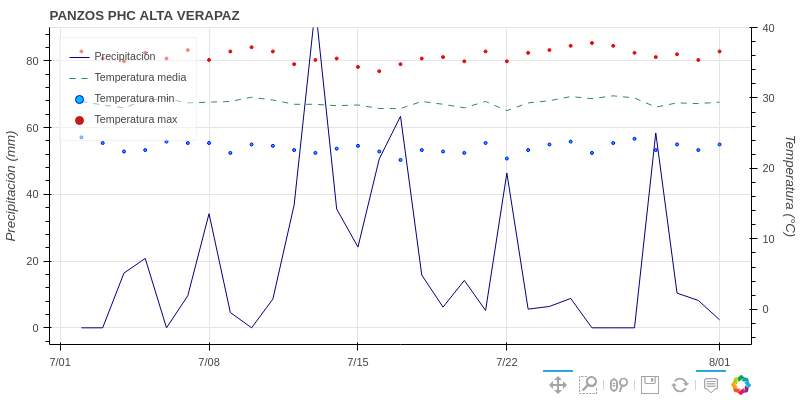 PANZOS PHC ALTA VERAPAZ
40
80
Precipitación
Temperatura media
30
Temperatura min
Temperatura max
60
20
40
10
20
0
0
Precipitación (mm)
Temperatura (°C)
7/01
7/08
7/15
7/22
8/01